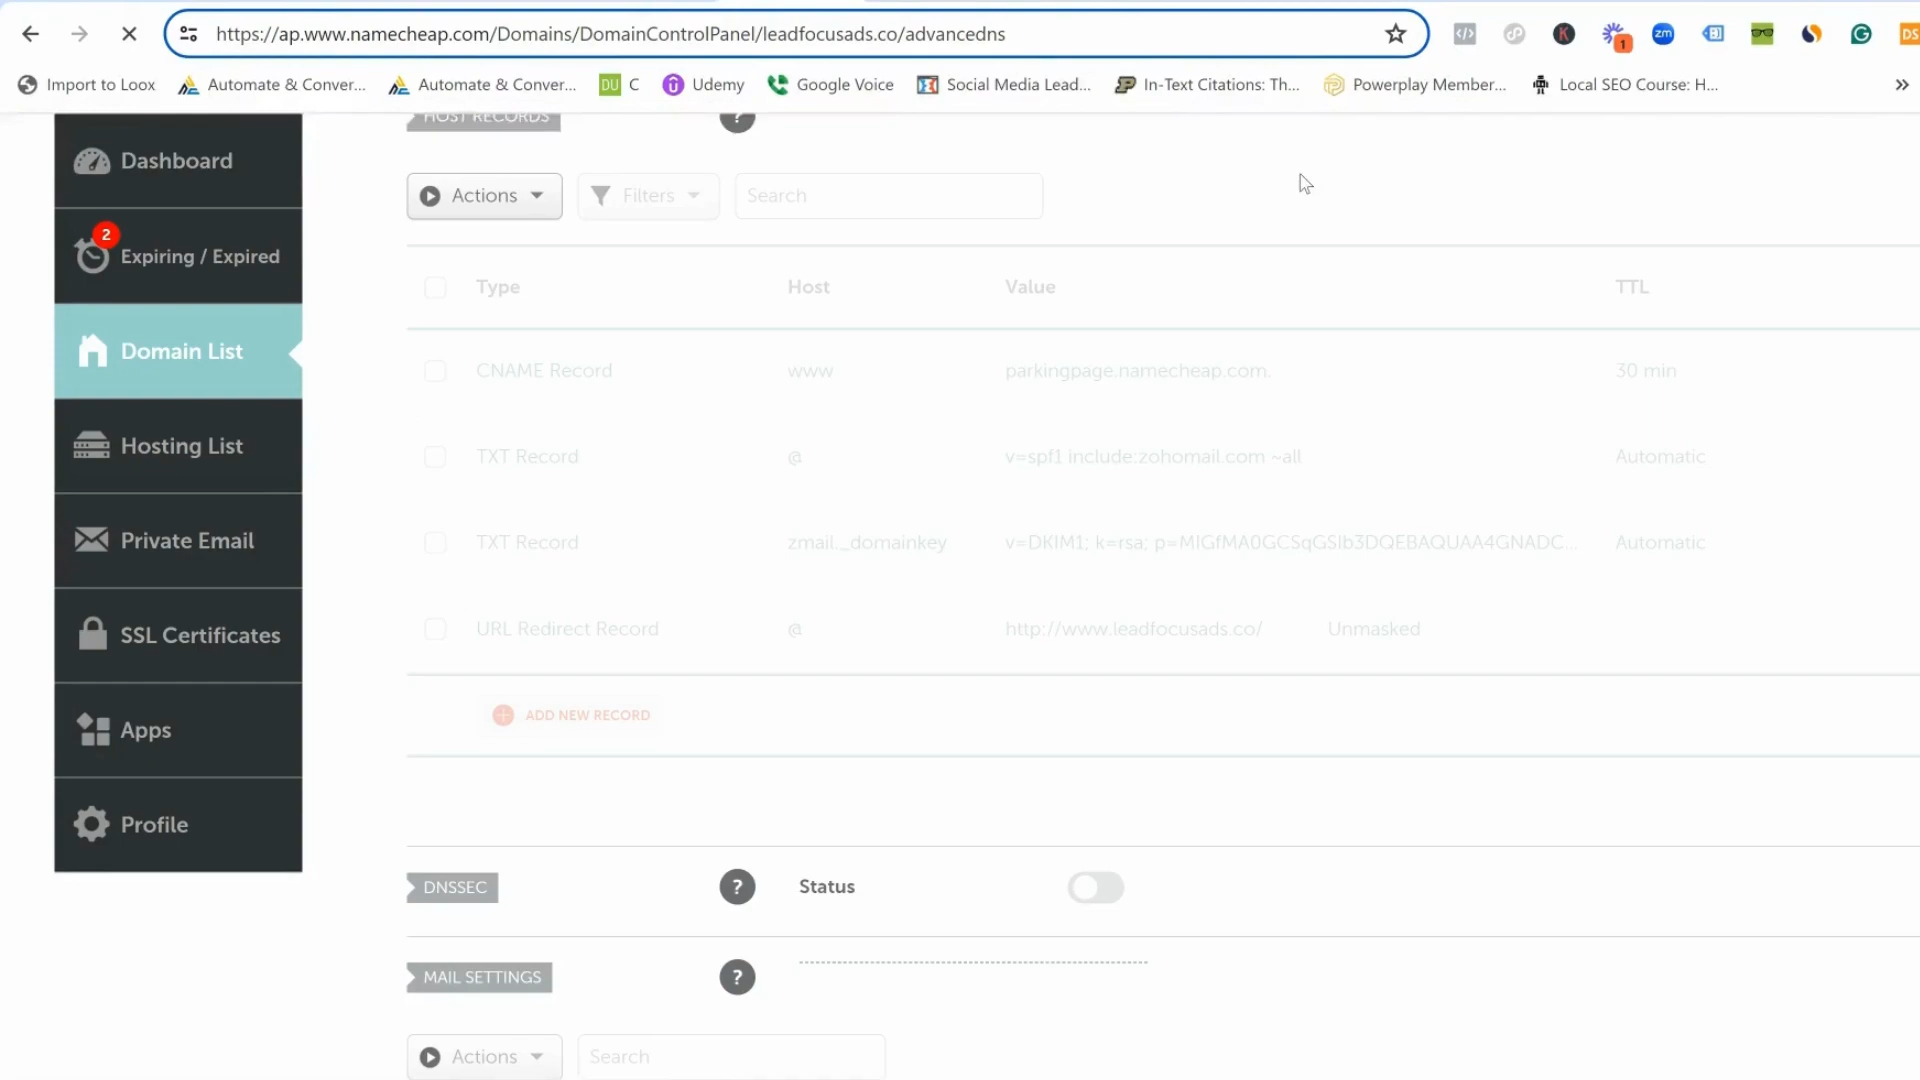 https://ap.www.namecheap.com/Domains/DomainControlPanel/leadfocusads.co/advancedns
</> K 1 zm G DS
Import to Loox Automate & Conver... Automate & Conver... DU C Udemy Google Voice Social Media Lead... In-Text Citations: Th... Powerplay Member... Local SEO Course: H... »
HOST RECORDS ?
Dashboard
Actions Filters Search
2
Expiring / Expired
Type Host Value TTL
Domain List
CNAME Record www parkingpage.namecheap.com. 30 min
Hosting List
TXT Record @ v=spf1 include:zohomail.com ~all Automatic
Private Email
TXT Record zmail._domainkey v=DKIM1; k=rsa; p=MIGfMA0GCSqGSIb3DQEBAQUAA4GNADC... Automatic
SSL Certificates
URL Redirect Record @ http://www.leadfocusads.co/ Unmasked
Apps
ADD NEW RECORD
Profile
DNSSEC ? Status
MAIL SETTINGS ?
Actions Search